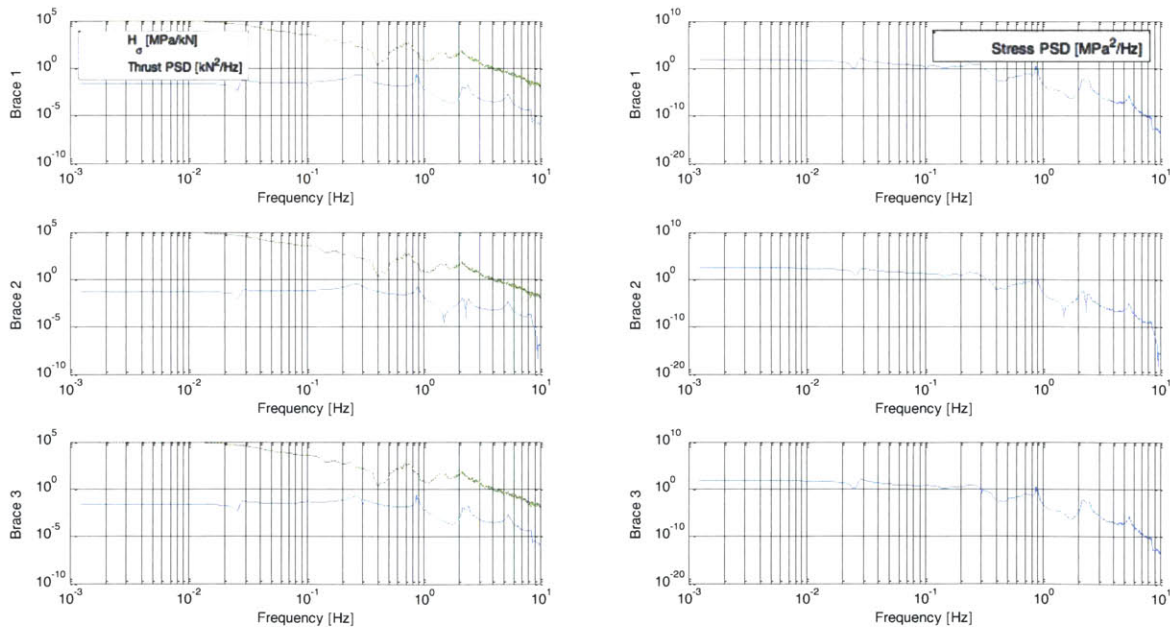 10^5
H_σ [MPa/kN]
Thrust PSD [kN^2/Hz]
10^0
10^-5
10^-10
Brace 1
10^-3 10^-2 10^-1 10^0 10^1
Frequency [Hz]
10^10
Stress PSD [MPa^2/Hz]
10^0
10^-10
10^-20
Brace 1
10^-3 10^-2 10^-1 10^0 10^1
Frequency [Hz]
10^5
10^0
10^-5
10^-10
Brace 2
10^-3 10^-2 10^-1 10^0 10^1
Frequency [Hz]
10^10
10^0
10^-10
10^-20
Brace 2
10^-3 10^-2 10^-1 10^0 10^1
Frequency [Hz]
10^5
10^0
10^-5
10^-10
Brace 3
10^-3 10^-2 10^-1 10^0 10^1
Frequency [Hz]
10^10
10^0
10^-10
10^-20
Brace 3
10^-3 10^-2 10^-1 10^0 10^1
Frequency [Hz]